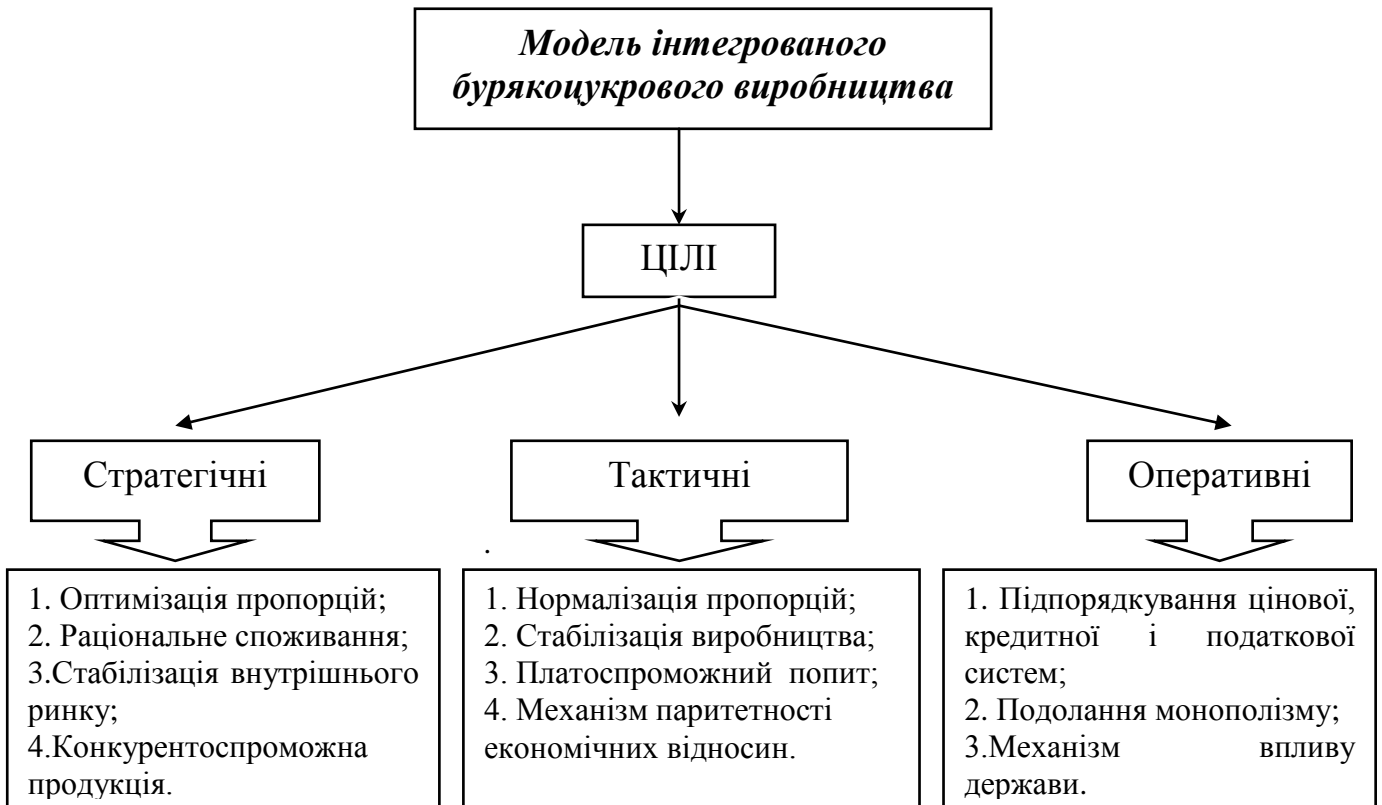 Модель інтегрованого
бурякоцукрового виробництва
ЦІЛІ
Стратегічні
Тактичні
Оперативні
.
1. Оптимізація пропорцій;
2. Раціональне споживання;
3.Стабілізація внутрішнього
ринку;
4.Конкурентоспроможна
продукція.
1. Нормалізація пропорцій;
2. Стабілізація виробництва;
3. Платоспроможний попит;
4. Механізм паритетності
економічних відносин.
1. Підпорядкування цінової,
кредитної і податкової
систем;
2. Подолання монополізму;
3.Механізм впливу
держави.